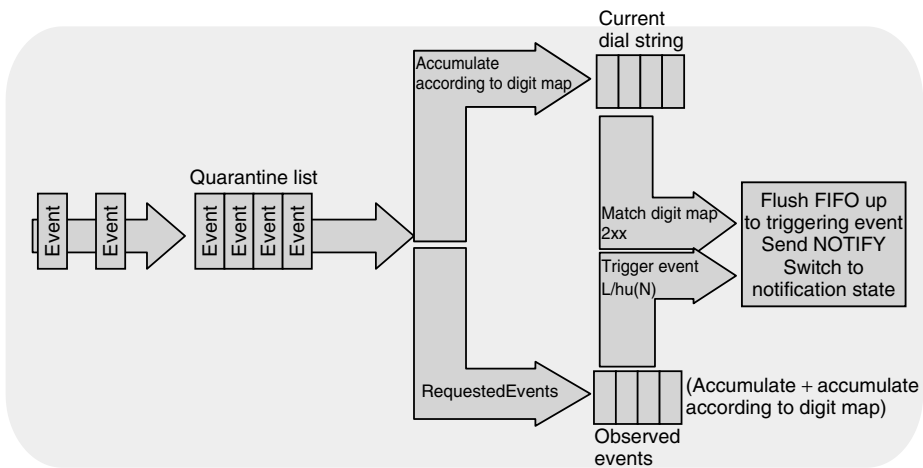 Current
dial string
Accumulate
according to digit map
Quarantine list
Event
Event
Event
Event
Event
Event
Match digit map
2xx
Trigger event
L/hu(N)
Flush FIFO up
to triggering event
Send NOTIFY
Switch to
notification state
RequestedEvents
(Accumulate + accumulate
according to digit map)
Observed
events